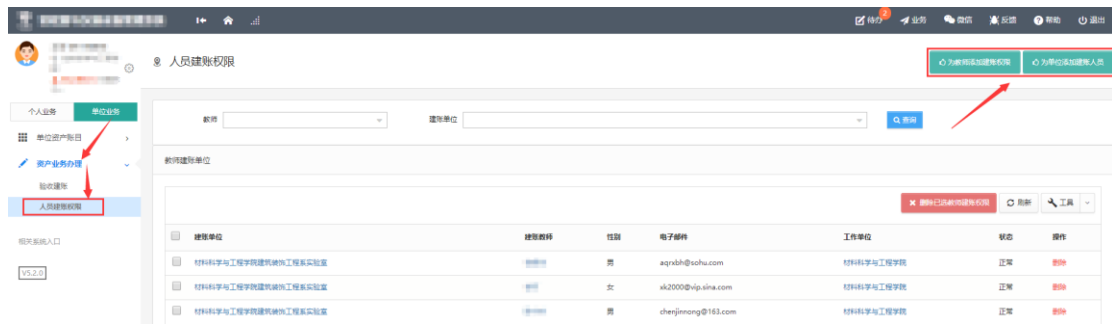 待办 2 业务 微信 反馈 帮助 退出
人员建账权限 为教师添加建账权限 为单位添加建账人员
个人业务 单位业务
教师 建账单位 查询
单位资产账目
资产业务办理
教师建账单位
验收建账
人员建账权限
删除已选教师建账权限 刷新 工具
相关系统入口
建账单位 建账教师 性别 电子邮件 工作单位 状态 操作
材料科学与工程学院建筑装饰工程系实验室 男 aqrxbh@sohu.com 材料科学与工程学院 正常 删除
V5.2.0
材料科学与工程学院建筑装饰工程系实验室 女 xk2000@vip.sina.com 材料科学与工程学院 正常 删除
材料科学与工程学院建筑装饰工程系实验室 男 chenjinnong@163.com 材料科学与工程学院 正常 删除